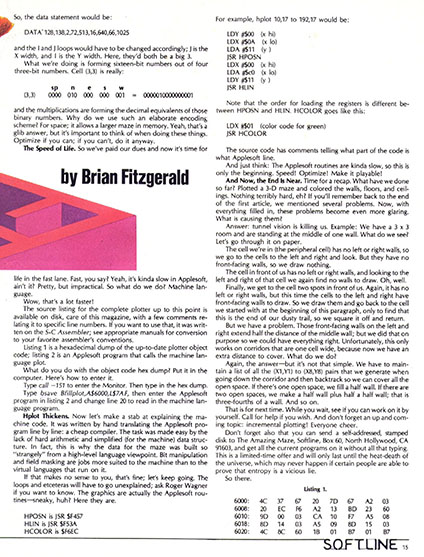 So, the data statement would be:
DATA 128,138,2,72,513,16,640,66,1025
and the I and J loops would have to be changed accordingly; J is the
X width, and I is the Y width. Here, they'd both be a big 3.
What we're doing is forming sixteen-bit numbers out of four
three-bit numbers. Cell (3,3) is really:
sp n e s w
(3,3) 0000 010 000 000 001 = 0000010000000001
and the multiplications are forming the decimal equivalents of those
binary numbers. Why do we use such an elaborate encoding
scheme? For space; it allows a larger maze in memory. Yeah, that's a
glib answer, but it's important to think of when doing these things.
Optimize if you can; if you can't, do it anyway.
The Speed of Life. So we've paid our dues and now it's time for
by Brian Fitzgerald
life in the fast lane. Fast, you say? Yeah, it's kinda slow in Applesoft,
ain't it? Pretty, but impractical. So what do we do? Machine lan-
guage.
Wow, that's a lot faster!
The source listing for the complete plotter up to this point is
available on disk, care of this magazine, with a few comments re-
lating it to specific line numbers. If you want to use that, it was writ-
ten on the S-C Assembler; see appropriate manuals for conversion
to your favorite assembler's conventions.
Listing 1 is a hexadecimal dump of the up-to-date plotter object
code; listing 2 is an Applesoft program that calls the machine lan-
guage plot.
What do you do with the object code hex dump? Put it in the
computer. Here's how to enter it.
Type call -151 to enter the Monitor. Then type in the hex dump.
Type bsave Bfillplot,A$6000,L$7AF, then enter the Applesoft
program in listing 2 and change line 20 to read in the machine lan-
guage program.
Hplot Thickens. Now let's make a stab at explaining the ma-
chine code. It was written by hand translating the Applesoft pro-
gram line by line: a cheap compiler. The task was made easy by the
lack of hard arithmetic and simplified (for the machine) data struc-
ture. In fact, this is why the data for the maze was built so
"strangely" from a high-level language viewpoint. Bit manipulation
and field masking are jobs more suited to the machine than to the
virtual languages that run on it.
If that makes no sense to you, that's fine; let's keep going. The
loops and etceteras will have to go unexplained; ask Roger Wagner
if you want to know. The graphics are actually the Applesoft rou-
tines—sneaky, huh? Here they are.
HPOSN is JSR $F457
HLIN is JSR $F53A
HCOLOR is $F6EC
For example, hplot 10,17 to 192,17 would be:
LDY #$00 (x hi)
LDX #$0A (x lo)
LDA #$11 (y)
JSR HPOSN
LDX #$00 (x hi)
LDA #$c0 (x lo)
LDY #$11 (y)
JSR HLIN
Note that the order for loading the registers is different be-
tween HPOSN and HLIN. HCOLOR goes like this:
LDX #$01 (color code for green)
JSR HCOLOR
The source code has comments telling what part of the code is
what Applesoft line.
And just think: The Applesoft routines are kinda slow, so this is
only the beginning. Speed! Optimize! Make it playable!
And Now, the End Is Near. Time for a recap. What have we done
so far? Plotted a 3-D maze and colored the walls, floors, and ceil-
ings. Nothing terribly hard, eh? If you'll remember back to the end
of the first article, we mentioned several problems. Now, with
everything filled in, these problems become even more glaring.
What is causing them?
Answer: tunnel vision is killing us. Example: We have a 3 x 3
room and are standing at the middle of one wall. What do we see?
Let's go through it on paper.
The cell we're in (the peripheral cell) has no left or right walls, so
we go to the cells to the left and right and look. But they have no
front-facing walls, so we draw nothing.
The cell in front of us has no left or right walls, and looking to the
left and right of that cell we again find no walls to draw. Oh, well.
Finally, we get to the cell two spots in front of us. Again, it has no
left or right walls, but this time the cells to the left and right have
front-facing walls to draw. So we draw them and go back to the cell
we started with at the beginning of this paragraph, only to find that
this is the end of our dusty trail, so we square it off and return.
But we have a problem. Those front-facing walls on the left and
right extend half the distance of the middle wall; but we did that on
purpose so we could have everything right. Unfortunately, this only
works on corridors that are one cell wide, because now we have an
extra distance to cover. What do we do?
Again, the answer—but it's not that simple. We have to main-
tain a list of all the (X1,Y1) to (X8,Y8) pairs that we generate when
going down the corridor and then backtrack so we can cover all the
open space. If there's one open space, we fill a half wall. If there are
two open spaces, we make a half wall plus half a half wall; that is
three-fourths of a wall. And so on.
That is for next time. While you wait, see if you can work on it by
yourself. Call for help if you wish. And don't forget an up and com-
ing topic: incremental plotting! Everyone cheer.
Don't forget also that you can send a self-addressed, stamped
disk to The Amazing Maze, Softline, Box 60, North Hollywood, CA
91603, and get all the current programs on it without all that typing.
This is a limited-time offer and will only last until the heat-death of
the universe, which may never happen if certain people are able to
prove that entropy is a vicious lie.
So there.
Listing 1.
6000: 4C 37 67 20 7D 67 A2 03
6008: 20 EC F6 A2 13 BD 23 60
6010: 9D 60 03 CA 10 F7 A5 08
6018: 8D 14 03 A5 09 8D 15 03
6020: 4C 8C 60 1B 01 B7 01 B7
SOFTLINE 15